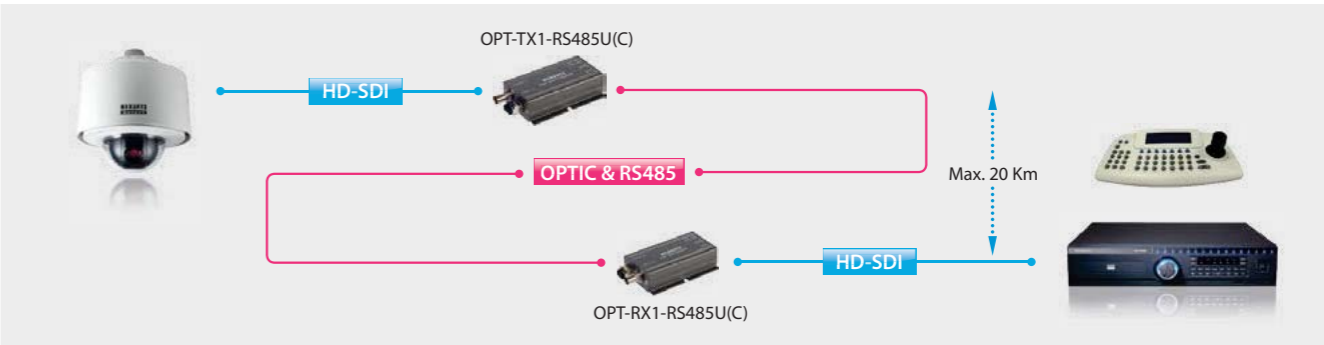 OPT-TX1-RS485U(C)
HD-SDI
OPTIC & RS485
Max. 20 Km
HD-SDI
OPT-RX1-RS485U(C)